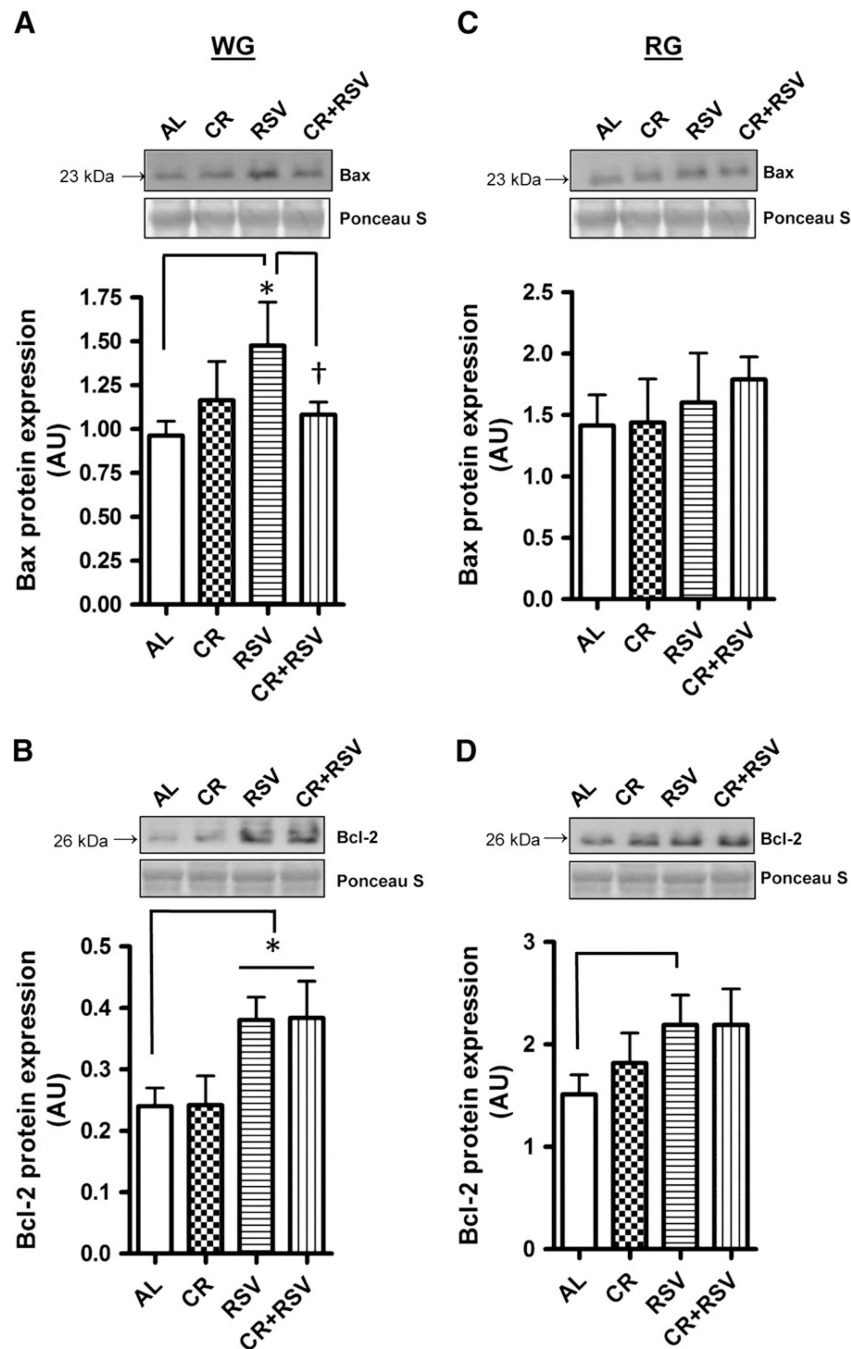 A
WG
AL CR RSV CR+RSV
23 kDa→ Bax
Ponceau S
* †
Bax protein expression
(AU)
1.75
1.50
1.25
1.00
0.75
0.50
0.25
0.00
AL CR RSV CR+RSV
B
AL CR RSV CR+RSV
26 kDa→ Bcl-2
Ponceau S
*
Bcl-2 protein expression
(AU)
0.5
0.4
0.3
0.2
0.1
0.0
AL CR RSV CR+RSV
C
RG
AL CR RSV CR+RSV
23 kDa→ Bax
Ponceau S
Bax protein expression
(AU)
2.5
2.0
1.5
1.0
0.5
0.0
AL CR RSV CR+RSV
D
AL CR RSV CR+RSV
26 kDa→ Bcl-2
Ponceau S
Bcl-2 protein expression
(AU)
3
2
1
0
AL CR RSV CR+RSV